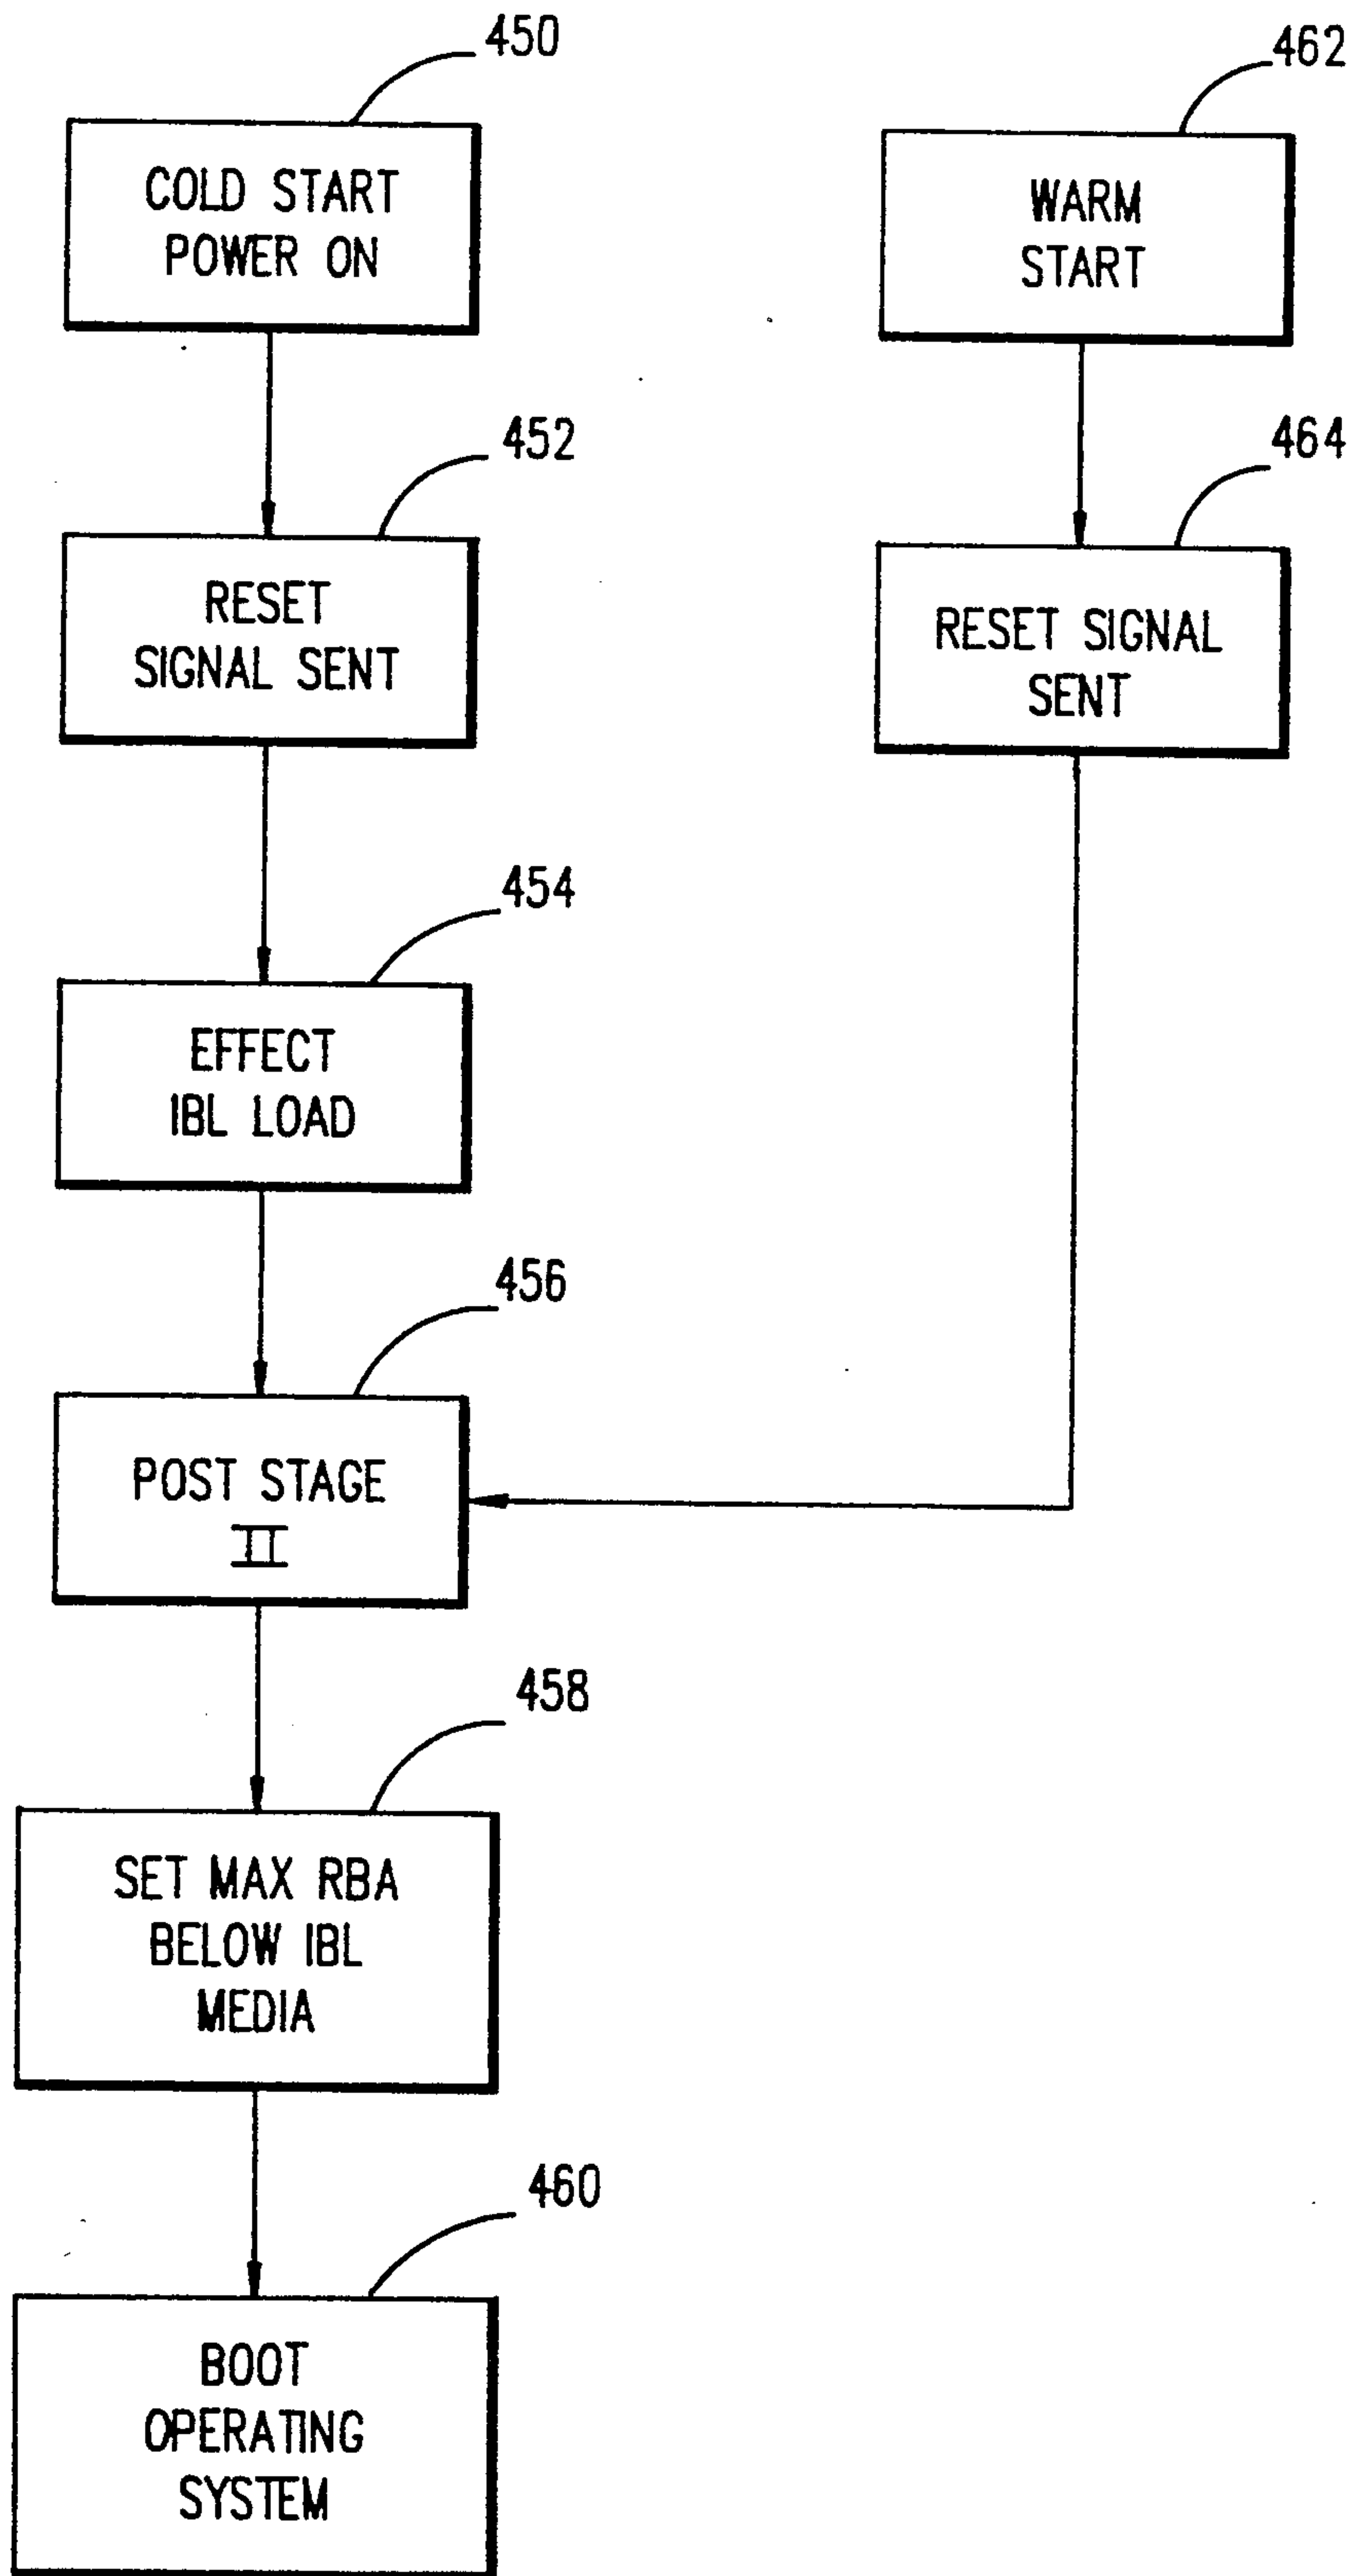 450
COLD START
POWER ON
452
RESET
SIGNAL SENT
454
EFFECT
IBL LOAD
456
POST STAGE
II
458
SET MAX RBA
BELOW IBL
MEDIA
460
BOOT
OPERATING
SYSTEM
462
WARM
START
464
RESET SIGNAL
SENT